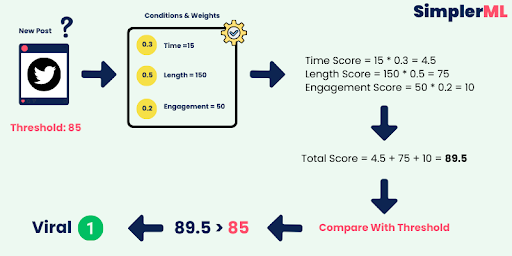 SimplerML
New Post
?
Conditions & Weights
0.3 Time =15
0.5 Length = 150
0.2 Engagement = 50
Threshold: 85
Time Score = 15 * 0.3 = 4.5
Length Score = 150 * 0.5 = 75
Engagement Score = 50 * 0.2 = 10
Total Score = 4.5 + 75 + 10 = 89.5
Compare With Threshold
89.5 > 85
Viral 1